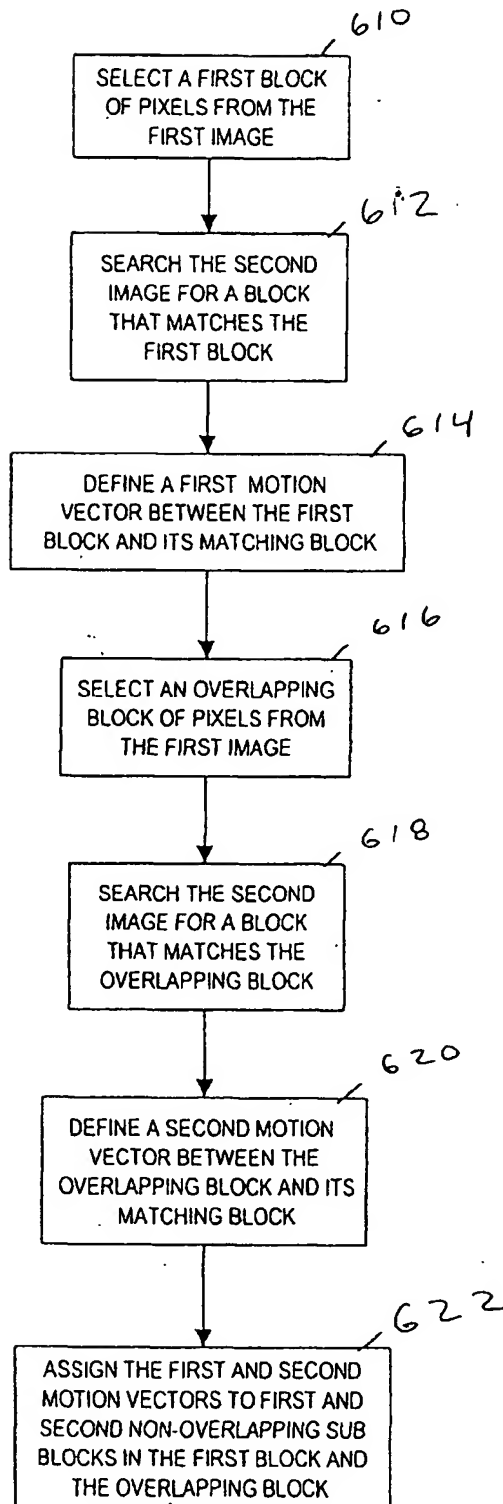 610
SELECT A FIRST BLOCK
OF PIXELS FROM THE
FIRST IMAGE
612
SEARCH THE SECOND
IMAGE FOR A BLOCK
THAT MATCHES THE
FIRST BLOCK
614
DEFINE A FIRST MOTION
VECTOR BETWEEN THE FIRST
BLOCK AND ITS MATCHING BLOCK
616
SELECT AN OVERLAPPING
BLOCK OF PIXELS FROM
THE FIRST IMAGE
618
SEARCH THE SECOND
IMAGE FOR A BLOCK
THAT MATCHES THE
OVERLAPPING BLOCK
620
DEFINE A SECOND MOTION
VECTOR BETWEEN THE
OVERLAPPING BLOCK AND ITS
MATCHING BLOCK
622
ASSIGN THE FIRST AND SECOND
MOTION VECTORS TO FIRST AND
SECOND NON-OVERLAPPING SUB
BLOCKS IN THE FIRST BLOCK AND
THE OVERLAPPING BLOCK